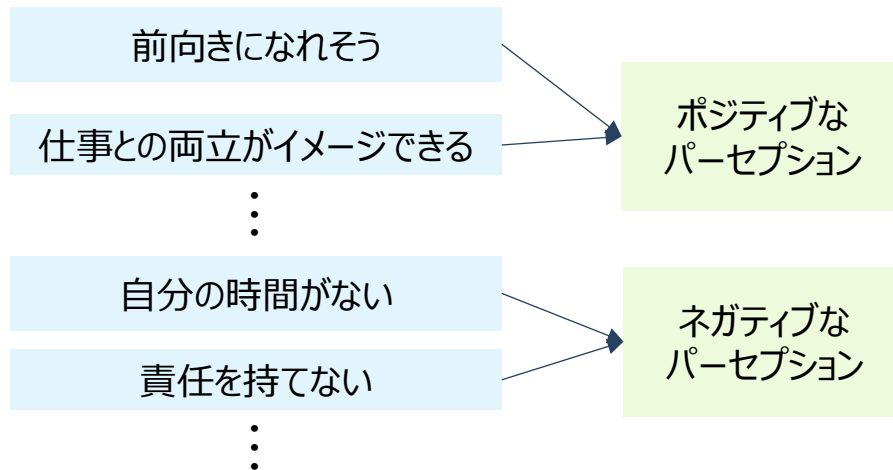 前向きになれそう
仕事との両立がイメージできる
ポジティブな
パーセプション
自分の時間がない
責任を持てない
ネガティブな
パーセプション